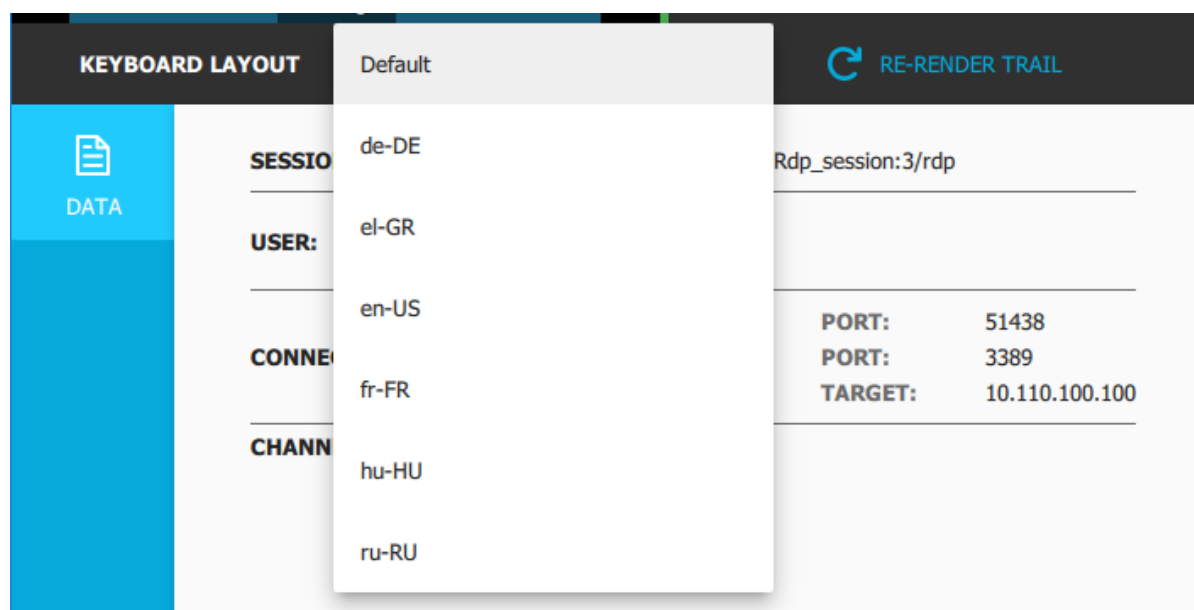 KEYBOARD LAYOUT
Default
RE-RENDER TRAIL
DATA
de-DE
el-GR
en-US
fr-FR
hu-HU
ru-RU
Rdp_session:3/rdp
USER:
PORT: 51438
PORT: 3389
TARGET: 10.110.100.100